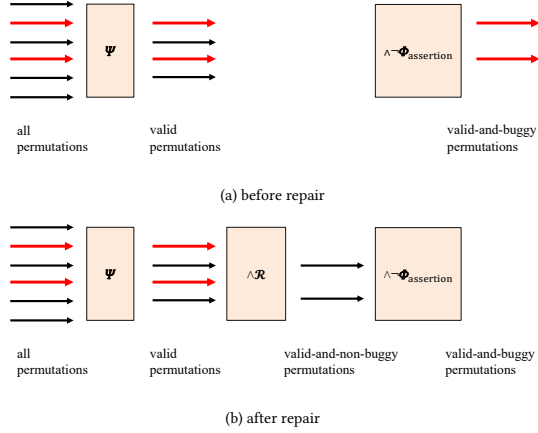 Ψ
∧¬Φassertion
all
permutations
valid
permutations
valid-and-buggy
permutations
(a) before repair
Ψ
∧R
∧¬Φassertion
all
permutations
valid
permutations
valid-and-non-buggy
permutations
valid-and-buggy
permutations
(b) after repair